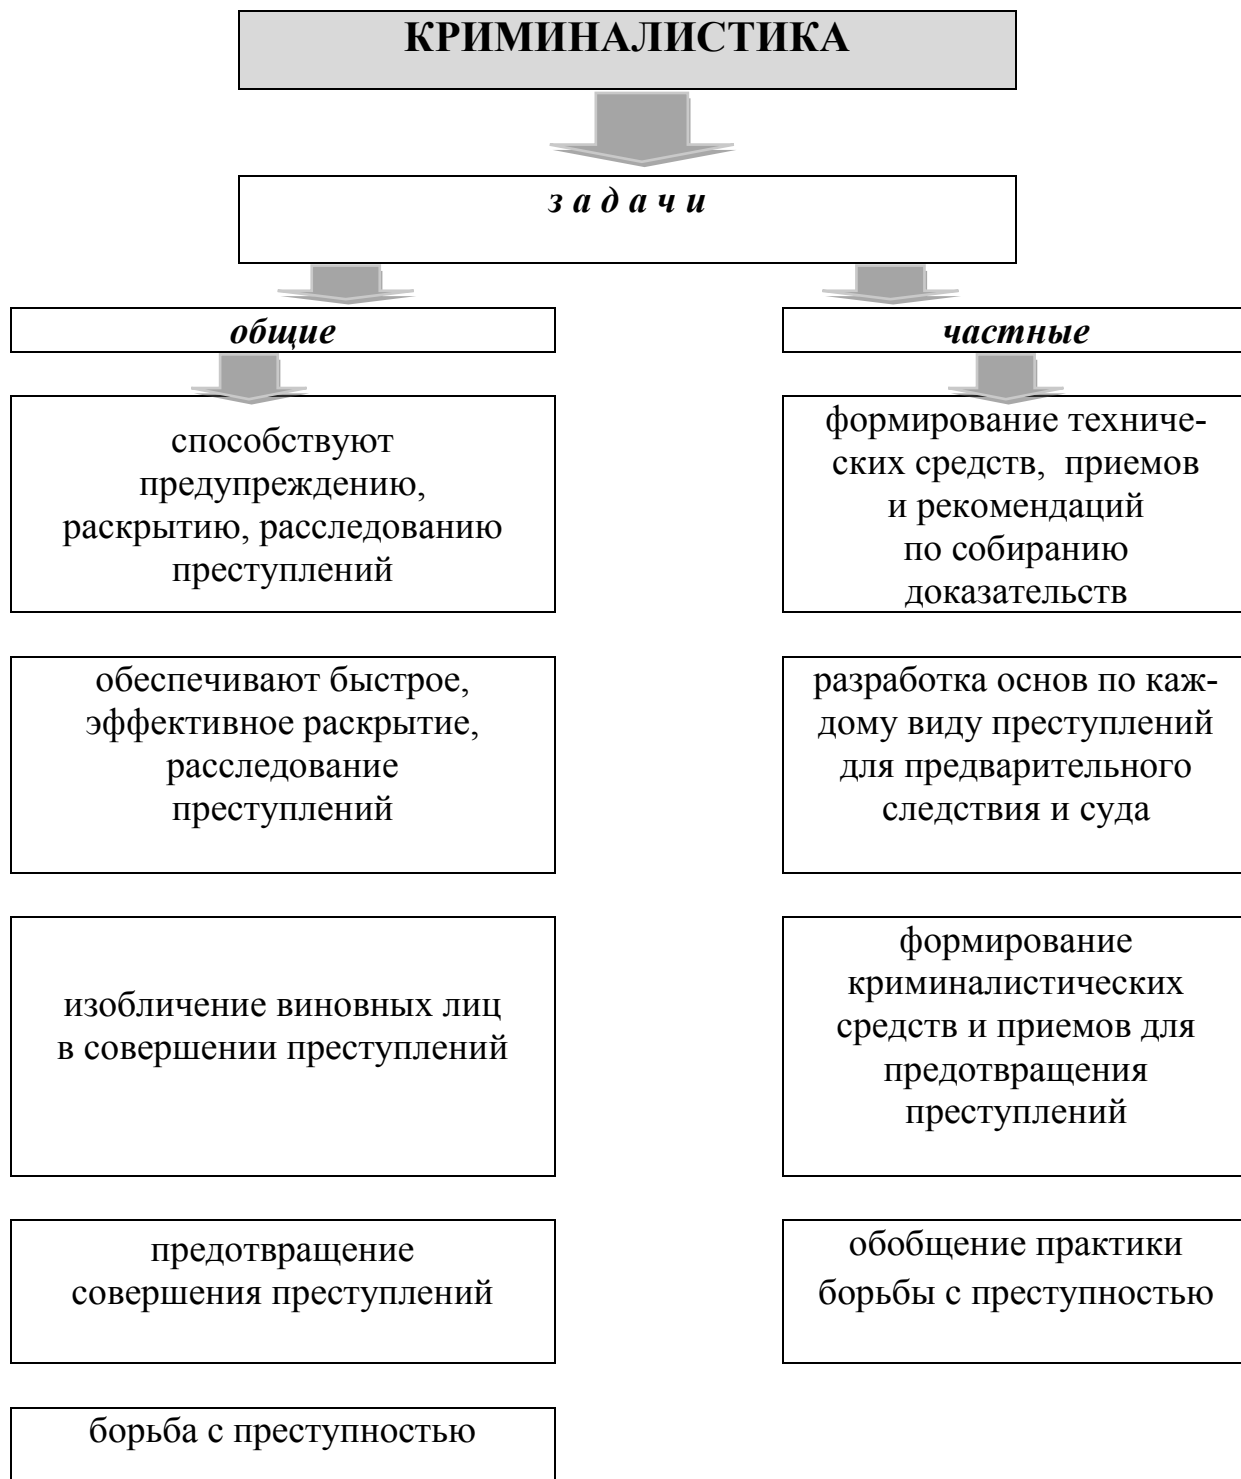 КРИМИНАЛИСТИКА
з а д а ч и
общие
частные
способствуют
предупреждению,
раскрытию, расследованию
преступлений
формирование техниче-
ских средств, приемов
и рекомендаций
по собиранию
доказательств
обеспечивают быстрое,
эффективное раскрытие,
расследование
преступлений
разработка основ по каж-
дому виду преступлений
для предварительного
следствия и суда
изобличение виновных лиц
в совершении преступлений
формирование
криминалистических
средств и приемов для
предотвращения
преступлений
предотвращение
совершения преступлений
обобщение практики
борьбы с преступностью
борьба с преступностью